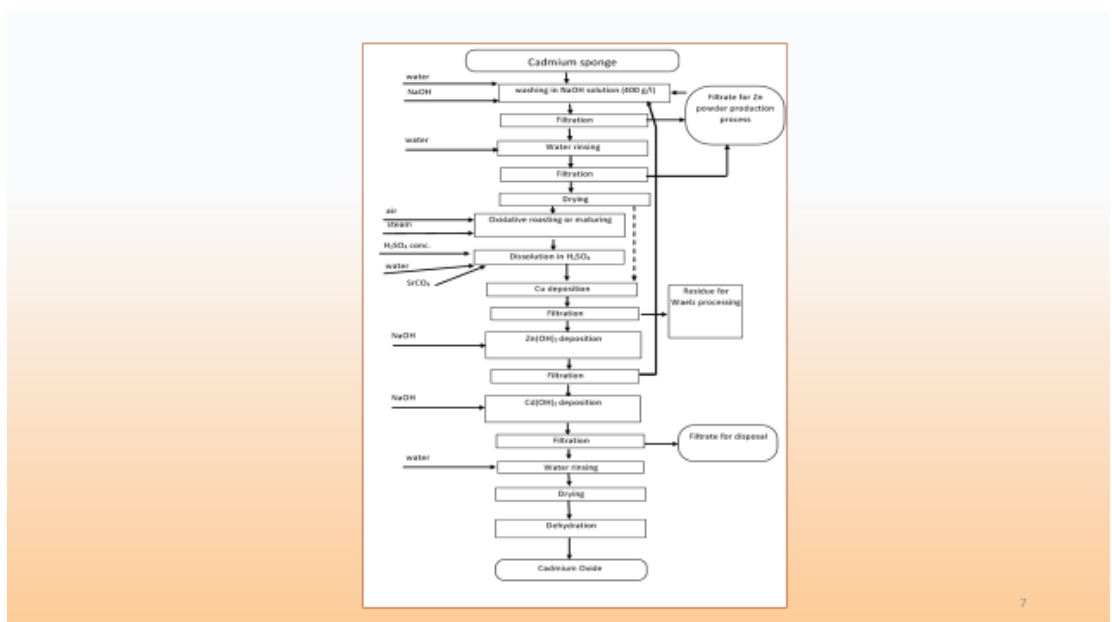 Cadmium sponge
water
NaOH
washing in NaOH solution (400 g/l)
Filtrate for Zn
powder production
process
Filtration
water
Water rinsing
Filtration
Drying
air
steam
Oxidative roasting or maturing
H₂SO₄ conc.
water
SrCO₃
Dissolution in H₂SO₄
Cu deposition
Residue for
Waelz processing
Filtration
NaOH
Zn(OH)₂ deposition
Filtration
NaOH
Cd(OH)₂ deposition
Filtration
Filtrate for disposal
water
Water rinsing
Drying
Dehydration
Cadmium Oxide
7